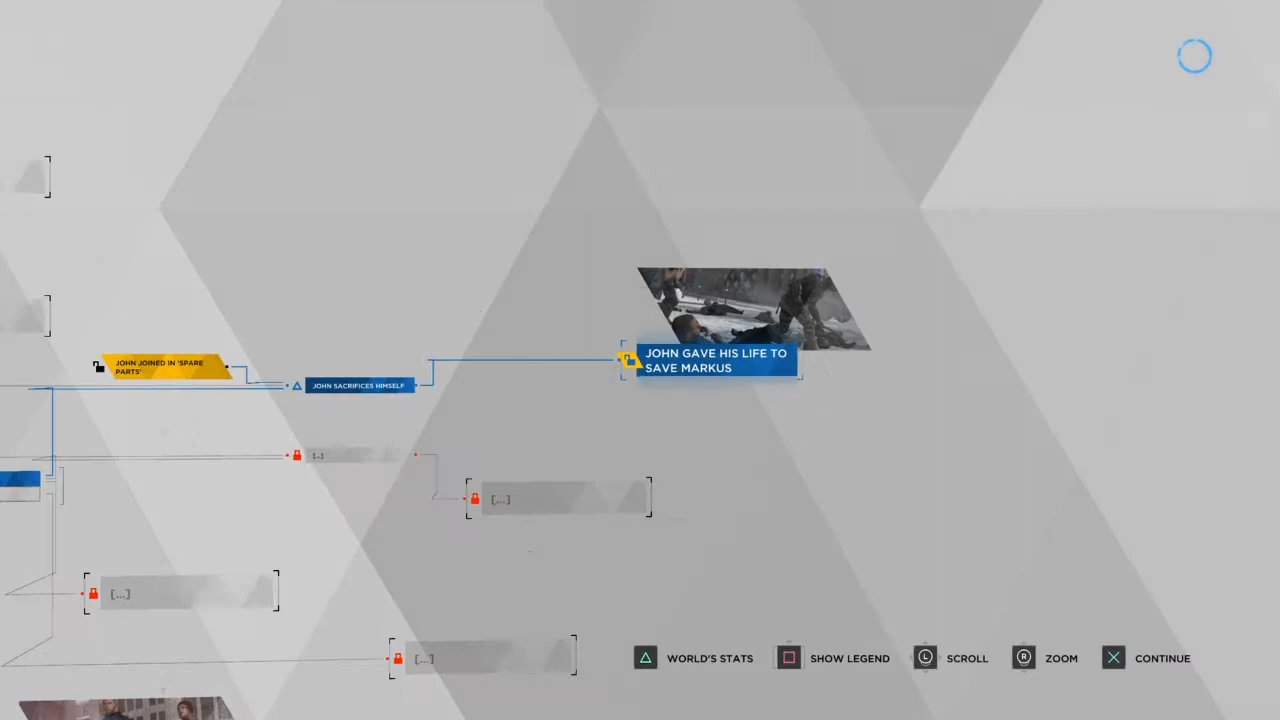 JOHN GAVE HIS LIFE TO
SAVE MARKUS
JOHN JOINED IN 'SPARE
PARTS'
JOHN SACRIFICES HIMSELF
[...]
[...]
[...]
[...]
WORLD'S STATS
SHOW LEGEND
L
SCROLL
R
ZOOM
CONTINUE